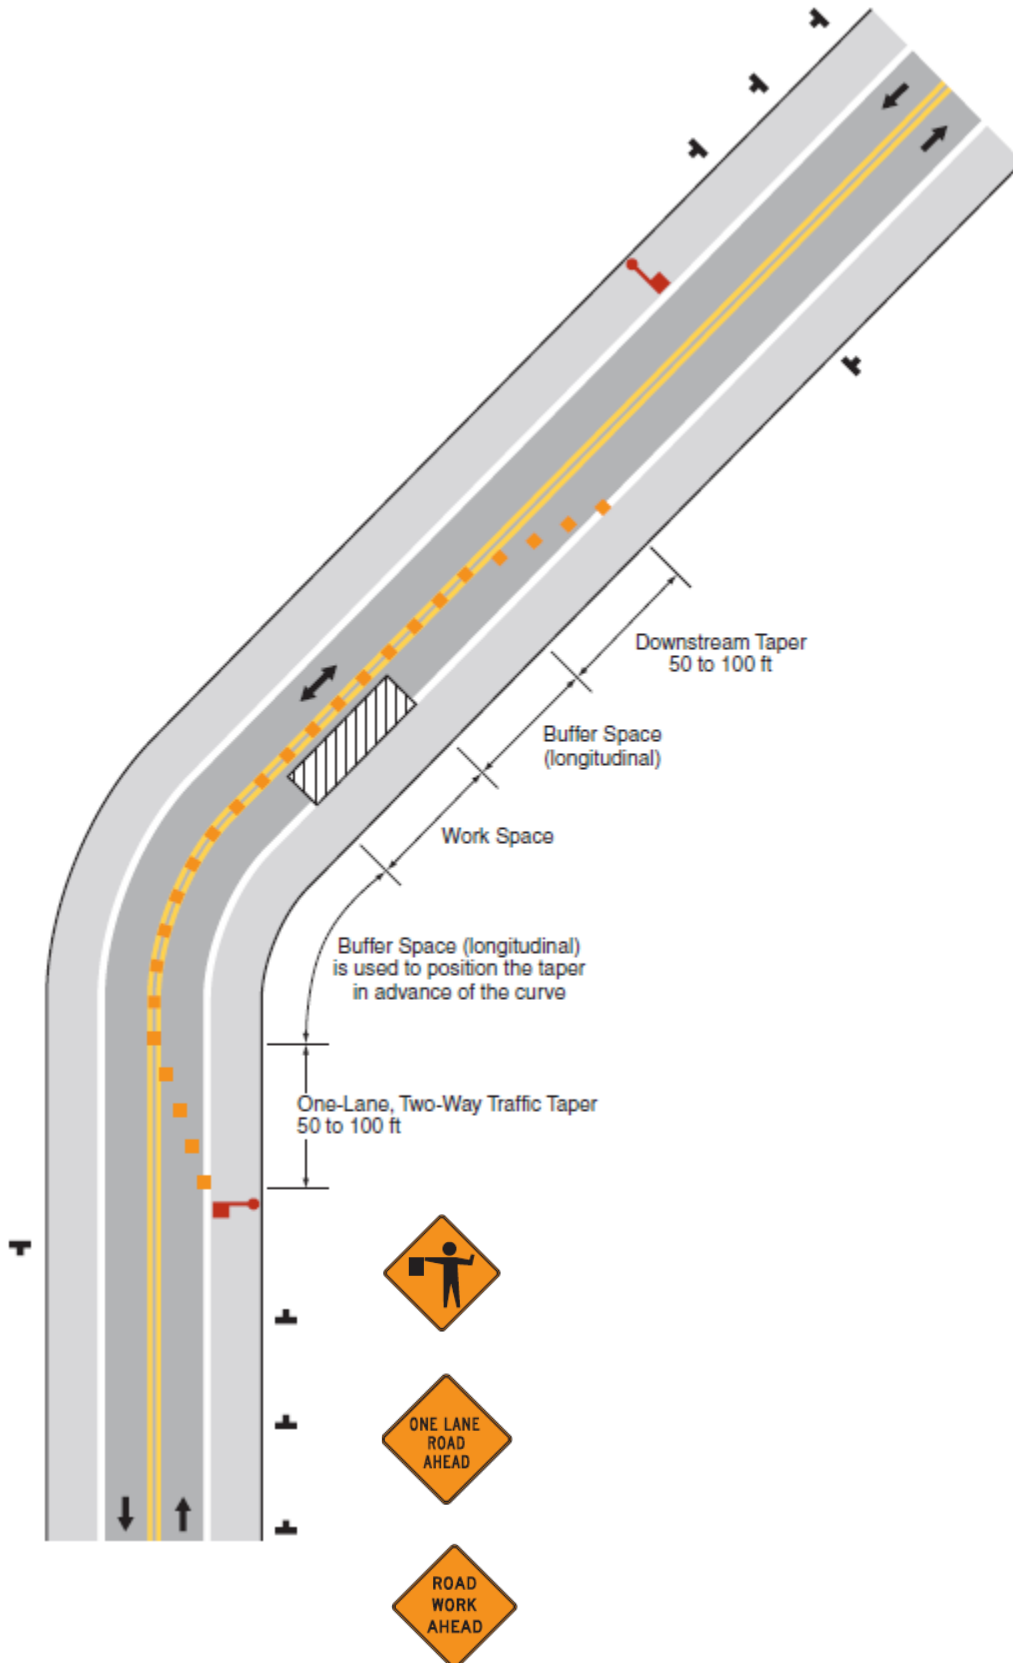 Downstream Taper
50 to 100 ft
Buffer Space
(longitudinal)
Work Space
Buffer Space (longitudinal)
is used to position the taper
in advance of the curve
One-Lane, Two-Way Traffic Taper
50 to 100 ft
ONE LANE
ROAD
AHEAD
ROAD
WORK
AHEAD